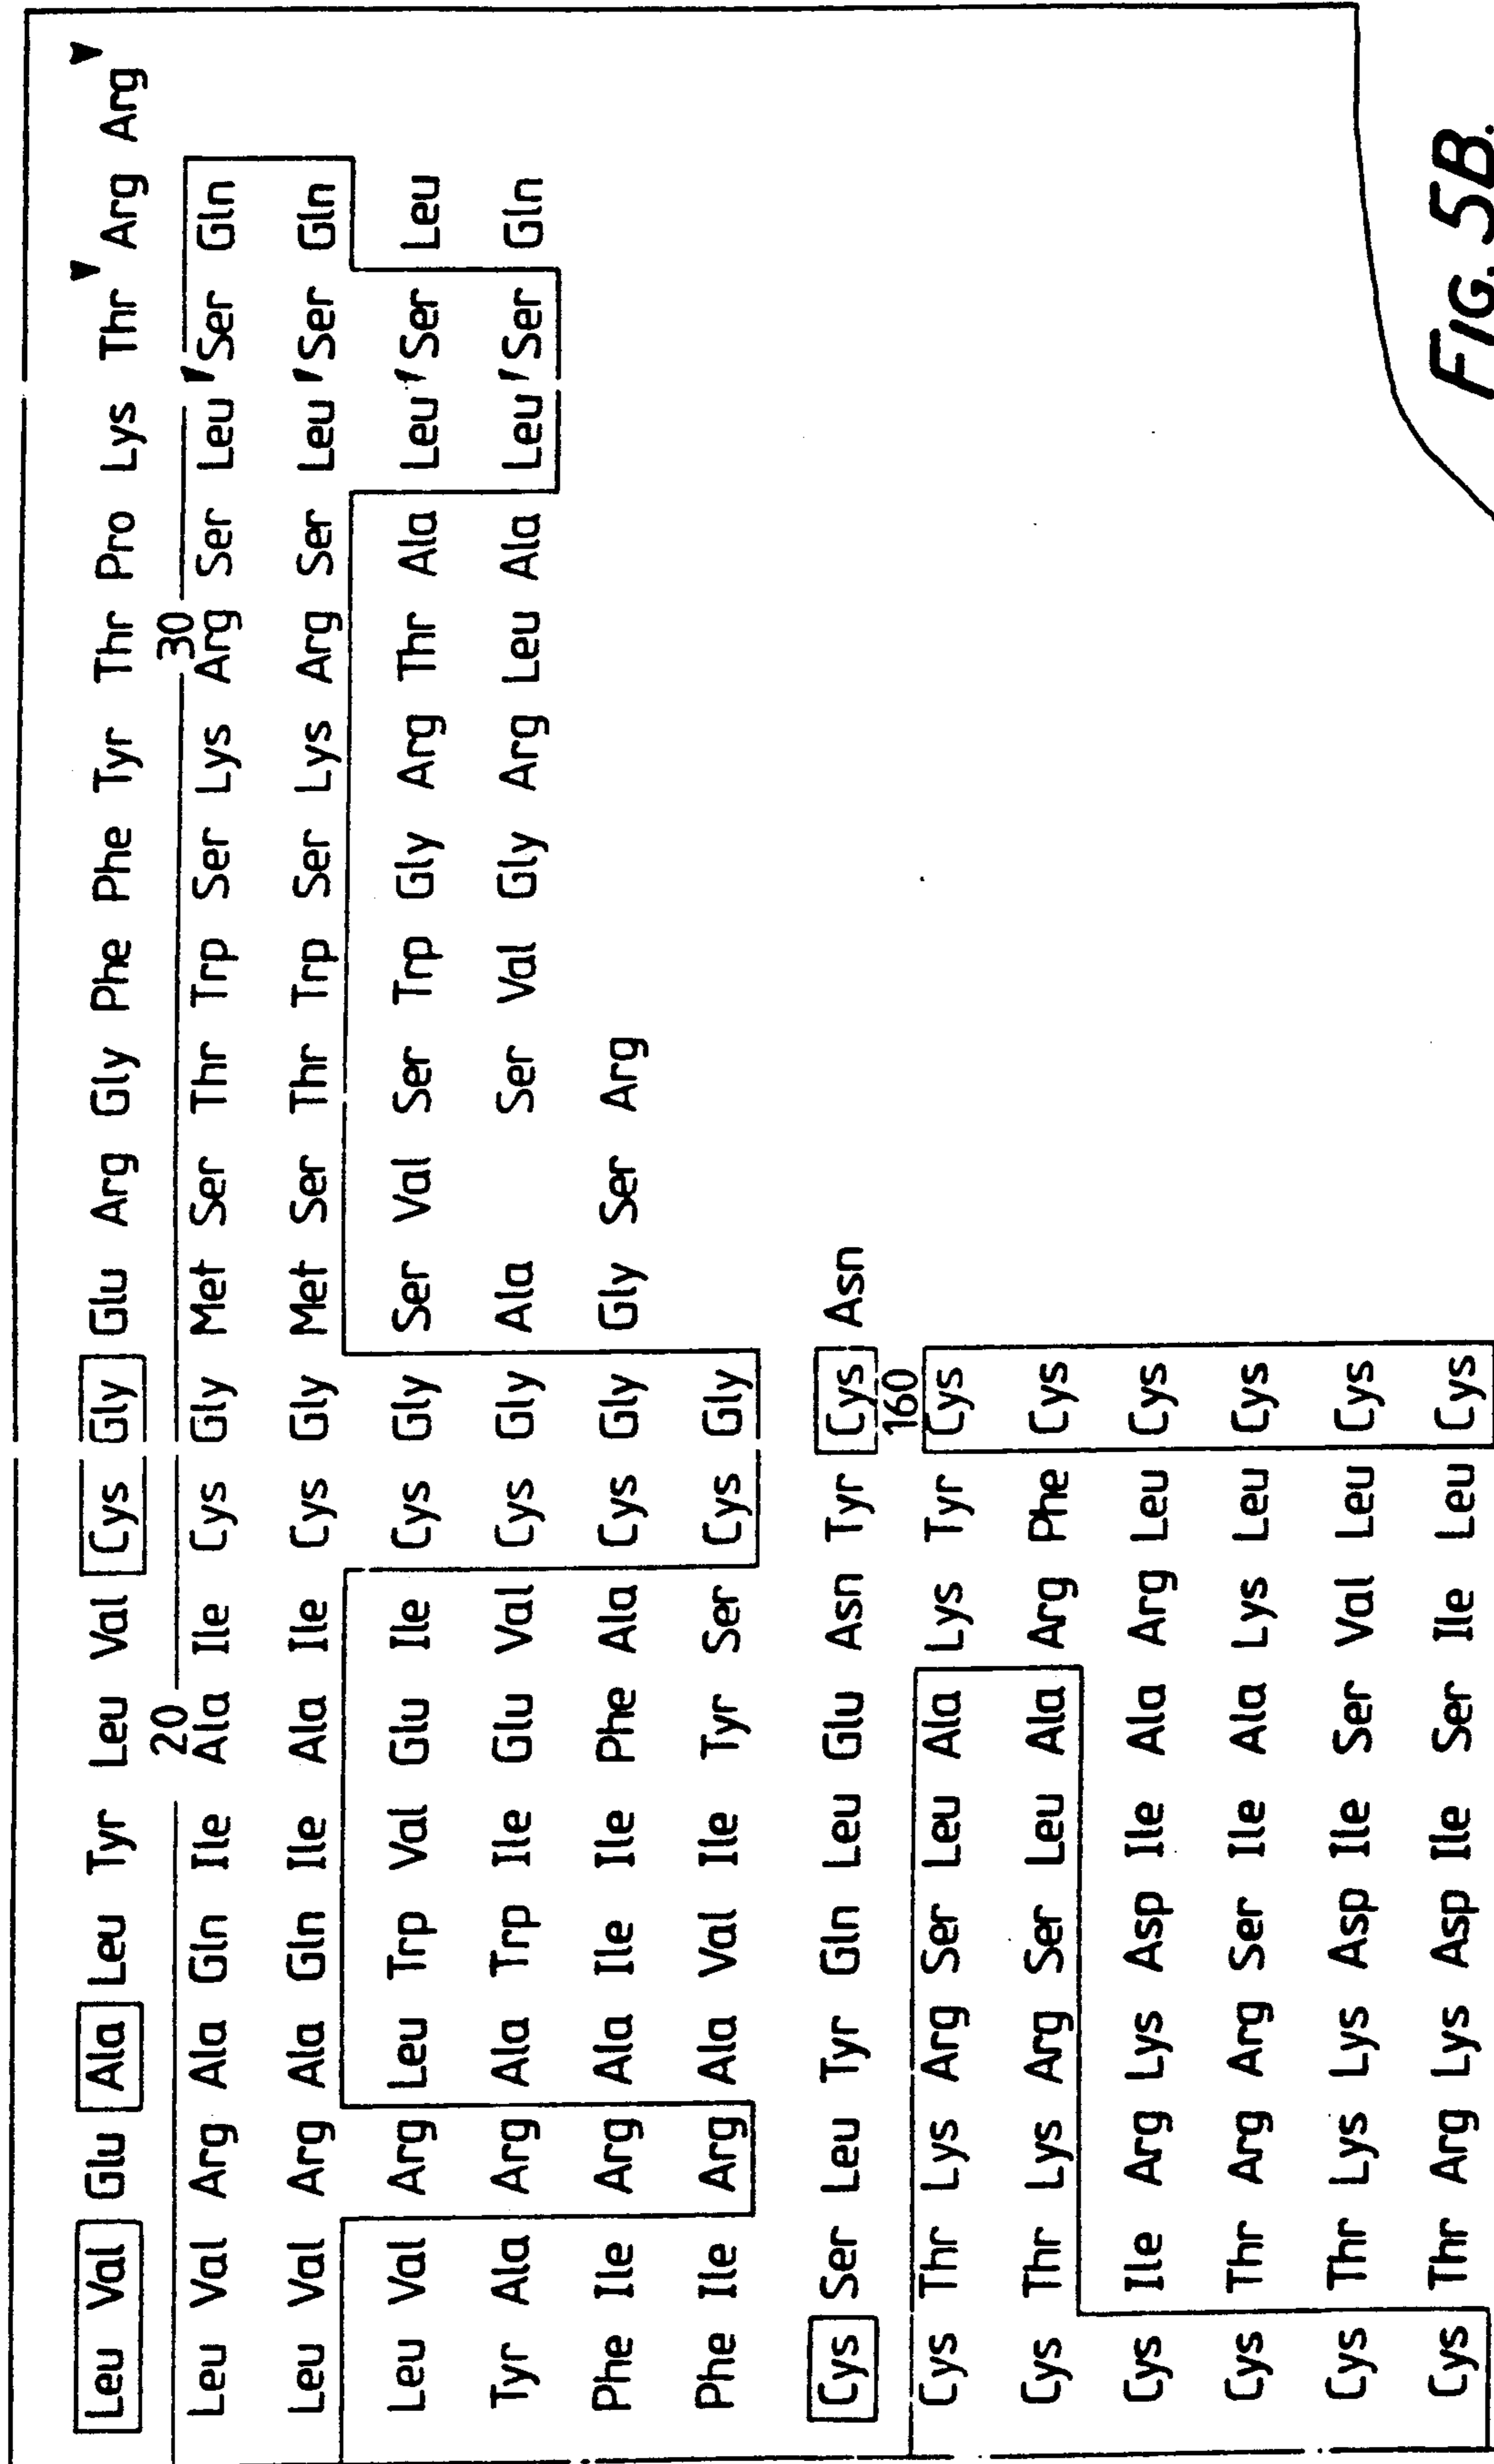 Leu Val Glu Ala Leu Tyr Leu Val Cys Gly Glu Arg Gly Phe Phe Tyr Thr Pro Lys Thr Arg Arg
20 30
Leu Val Arg Ala Gln Ile Ala Ile Cys Gly Met Ser Thr Trp Ser Lys Arg Ser Leu Ser Gln
Leu Val Arg Ala Gln Ile Ala Ile Cys Gly Met Ser Thr Trp Ser Lys Arg Ser Leu Ser Gln
Leu Val Arg Leu Trp Val Glu Ile Cys Gly Ser Val Ser Trp Gly Arg Thr Ala Leu Ser Leu
Tyr Ala Arg Ala Trp Ile Glu Val Cys Gly Ala Ser Val Gly Arg Leu Ala Leu Ser Gln
Phe Ile Arg Ala Ile Ile Phe Ala Cys Gly Gly Ser Arg
Phe Ile Arg Ala Val Ile Tyr Ser Cys Gly
Cys Ser Leu Tyr Gln Leu Glu Asn Tyr Cys Asn
160
Cys Thr Lys Arg Ser Leu Ala Lys Tyr Cys
Cys Thr Lys Arg Ser Leu Ala Arg Phe Cys
Cys Ile Arg Lys Asp Ile Ala Arg Leu Cys
Cys Thr Arg Arg Ser Ile Ala Lys Leu Cys
Cys Thr Lys Lys Asp Ile Ser Val Leu Cys
Cys Thr Arg Lys Asp Ile Ser Ile Leu Cys
FIG. 5B.